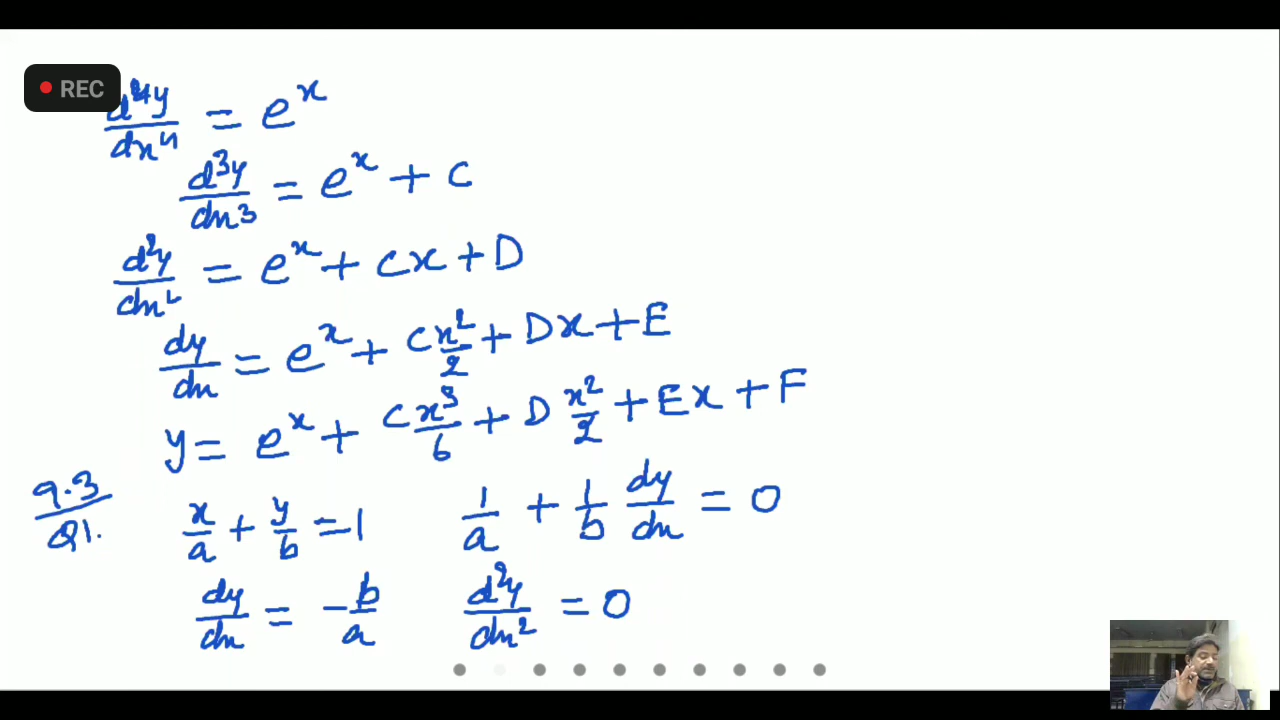 REC
d⁴y/dx⁴ = eˣ
d³y/dx³ = eˣ + C
d²y/dx² = eˣ + Cx + D
dy/dx = eˣ + Cx²/2 + Dx + E
y = eˣ + Cx³/6 + D x²/2 + Ex + F
9.3/Q1. x/a + y/b = 1 1/a + 1/b dy/dx = 0
dy/dx = -b/a d²y/dx² = 0